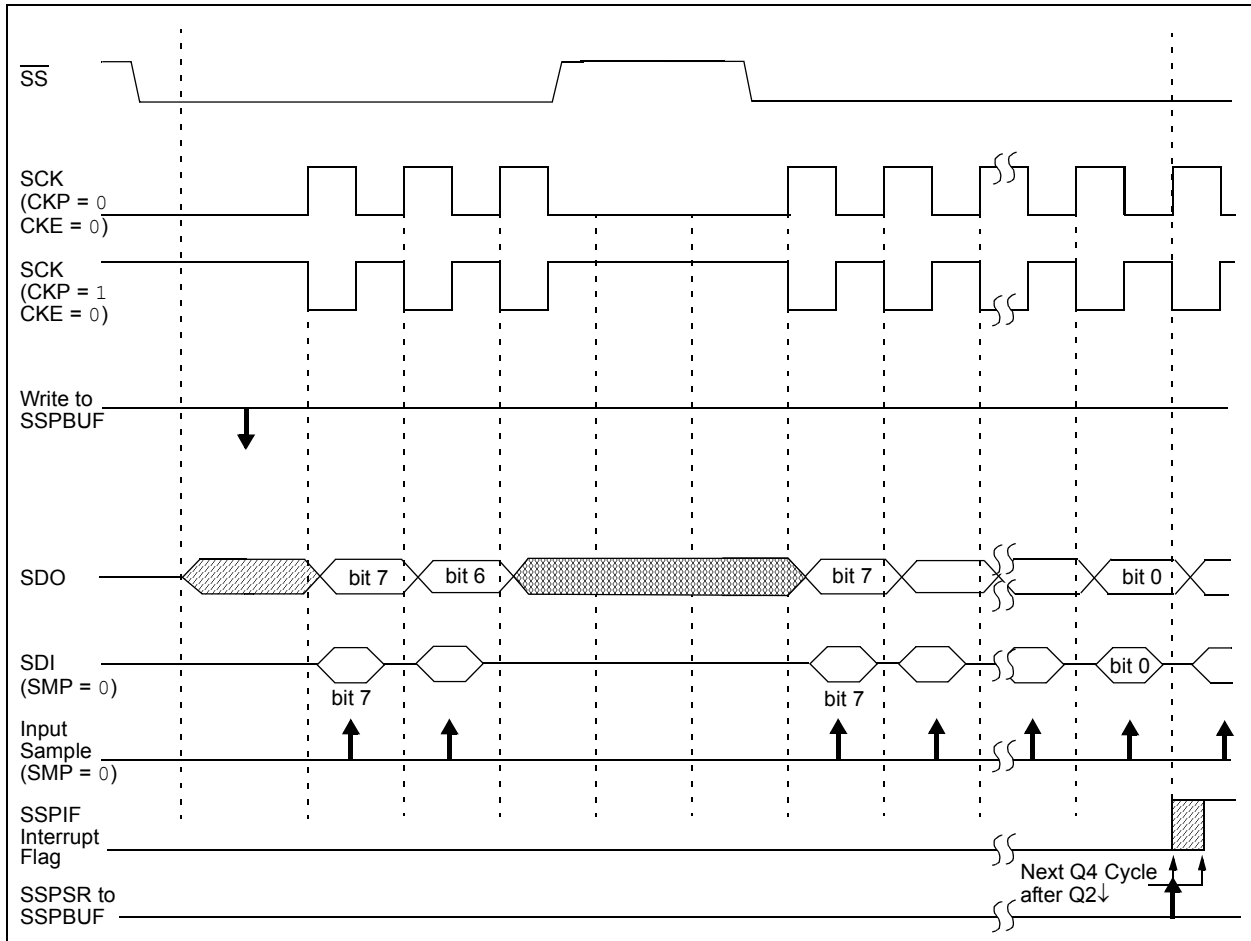 SS
SCK
(CKP = 0
CKE = 0)
SCK
(CKP = 1
CKE = 0)
Write to
SSPBUF
SDO
bit 7
bit 6
bit 7
bit 0
SDI
(SMP = 0)
bit 7
bit 7
bit 0
Input
Sample
(SMP = 0)
SSPIF
Interrupt
Flag
Next Q4 Cycle
after Q2↓
SSPSR to
SSPBUF